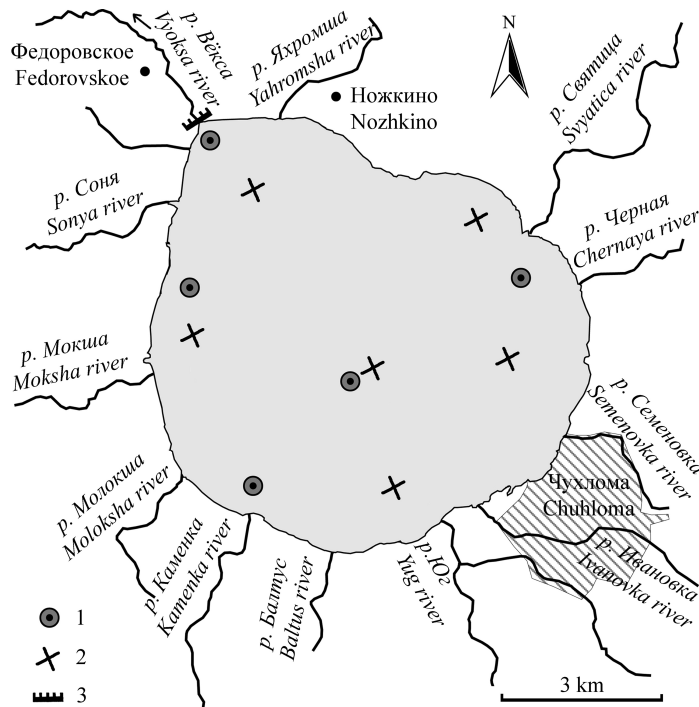 р. Вёкса
Vyoksa river
Федоровское
Fedorovskoe
р. Яхромша
Yahromsha river
N
Ножкино
Nozhkino
р. Святица
Svyatica river
р. Соня
Sonya river
р. Черная
Chernaya river
р. Мокша
Moksha river
р. Семеновка
Semenovka river
Чухлома
Chuhloma
р. Молокша
Moloksha river
р. Каменка
Kamenka river
р. Балтус
Baltus river
р.Юг
Yug river
р. Ивановка
Ivanovka river
1
2
3
3 km